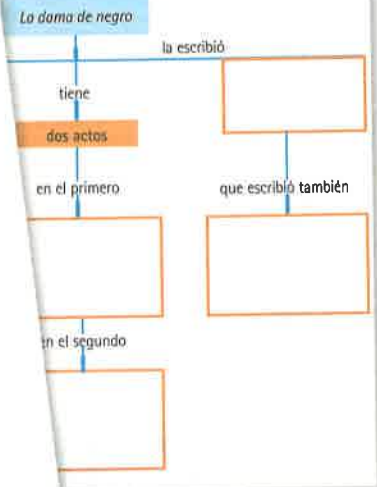 La dama de negro
la escribió
tiene
dos actos
en el primero
que escribió también
en el segundo